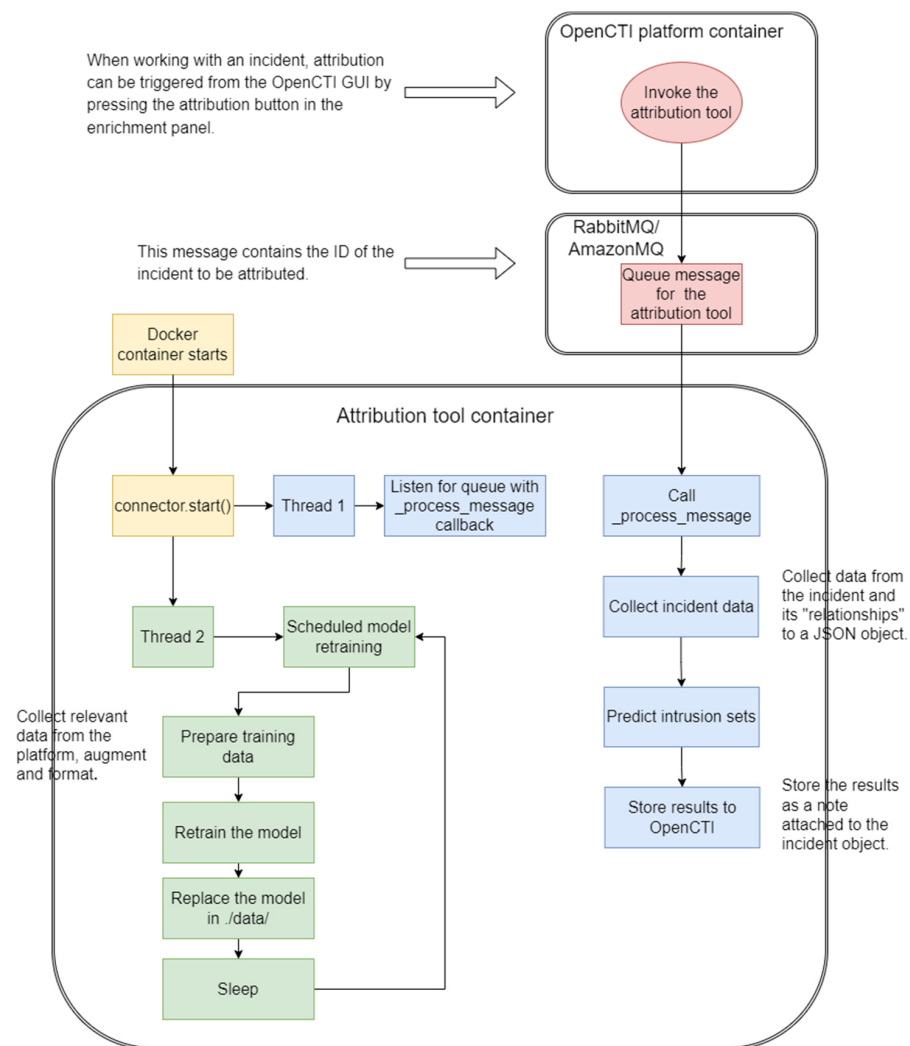 When working with an incident, attribution
can be triggered from the OpenCTI GUI by
pressing the attribution button in the
enrichment panel.
OpenCTI platform container
Invoke the
attribution tool
This message contains the ID of the
incident to be attributed.
RabbitMQ/
AmazonMQ
Queue message
for the
attribution tool
Docker
container starts
Attribution tool container
connector.start()
Thread 1
Listen for queue with
_process_message
callback
Call
_process_message
Collect incident data
Collect data from
the incident and
its "relationships"
to a JSON object.
Thread 2
Scheduled model
retraining
Collect relevant
data from the
platform, augment
and format.
Prepare training
data
Predict intrusion sets
Retrain the model
Store results to
OpenCTI
Store the results
as a note
attached to the
incident object.
Replace the model
in ./data/
Sleep